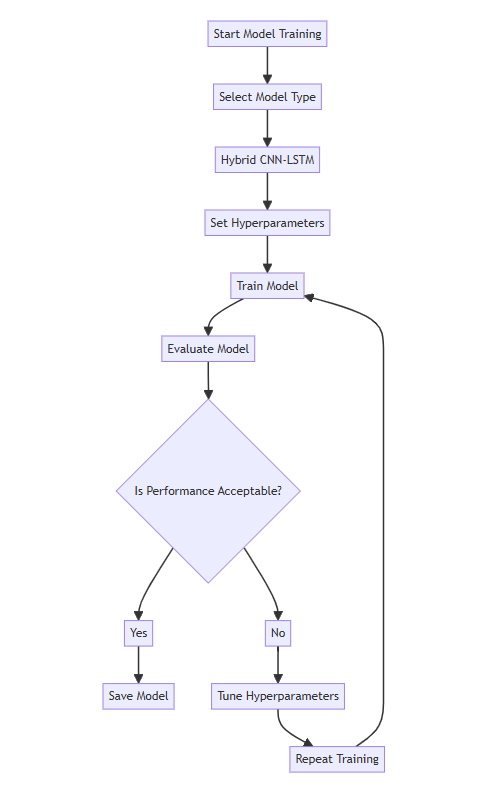 Start Model Training
Select Model Type
Hybrid CNN-LSTM
Set Hyperparameters
Train Model
Evaluate Model
Is Performance Acceptable?
Yes
No
Save Model
Tune Hyperparameters
Repeat Training